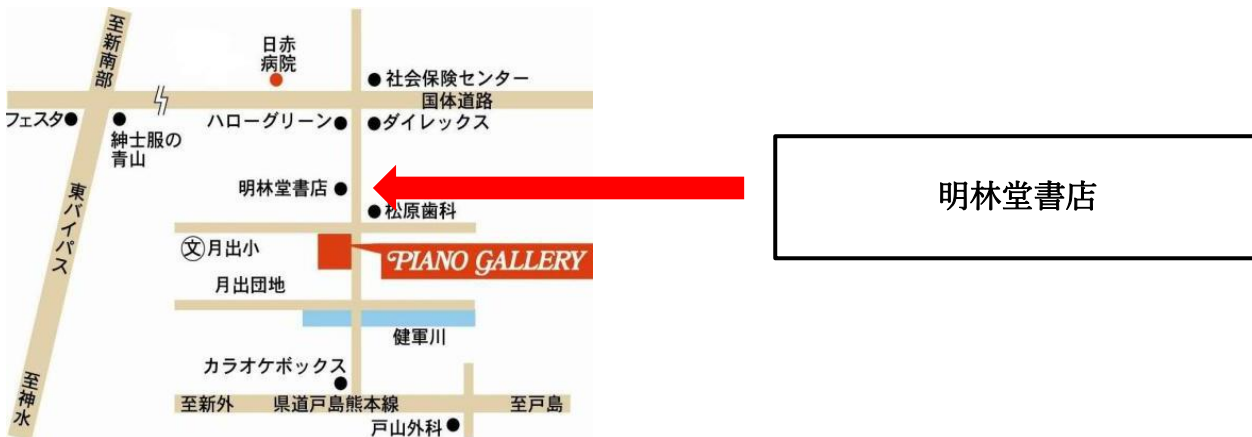 至新南部
日赤
病院
社会保険センター
国体道路
フェスタ
紳士服の
青山
ハローグリーン
ダイレックス
明林堂書店
明林堂書店
松原歯科
東バイパス
文
月出小
PIANO GALLERY
月出団地
健軍川
カラオケボックス
至神水
至新外
県道戸島熊本線
至戸島
戸山外科